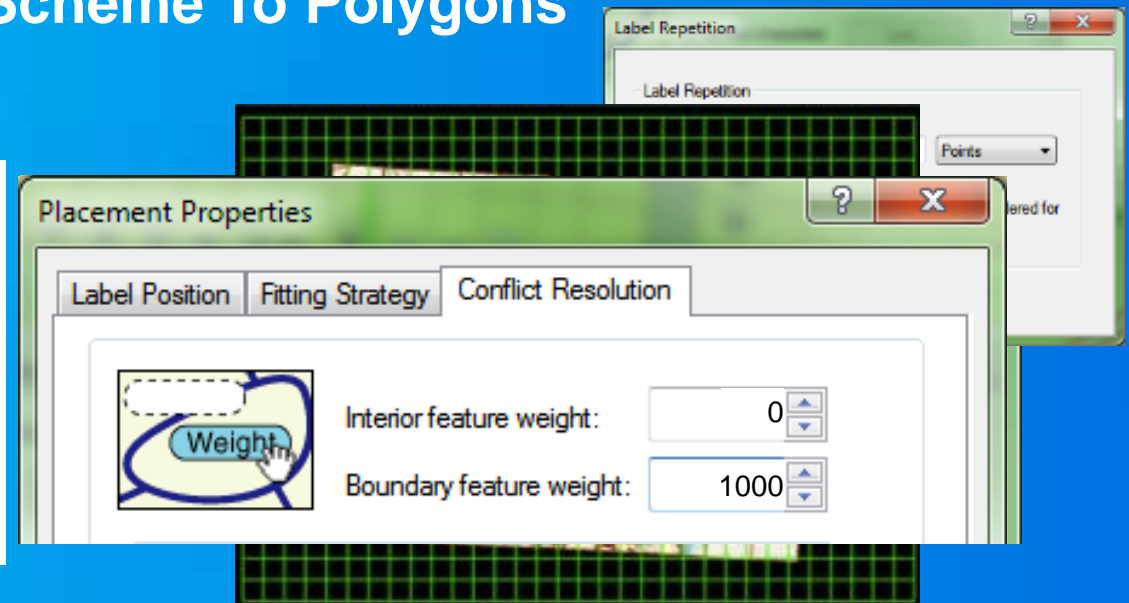 Scheme To Polygons
Label Repetition
Label Repetition
Points
Placement Properties
ered for
Label Position Fitting Strategy Conflict Resolution
Weight
Interior feature weight: 0
Boundary feature weight: 1000